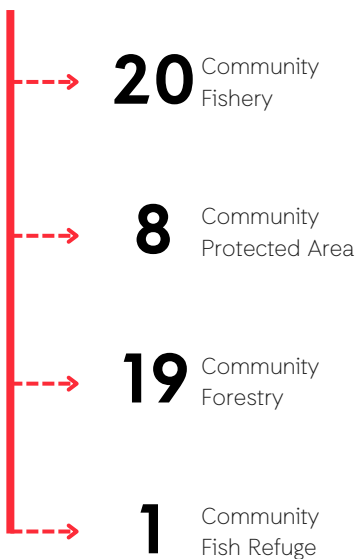 20 Community
Fishery
8 Community
Protected Area
19 Community
Forestry
1 Community
Fish Refuge